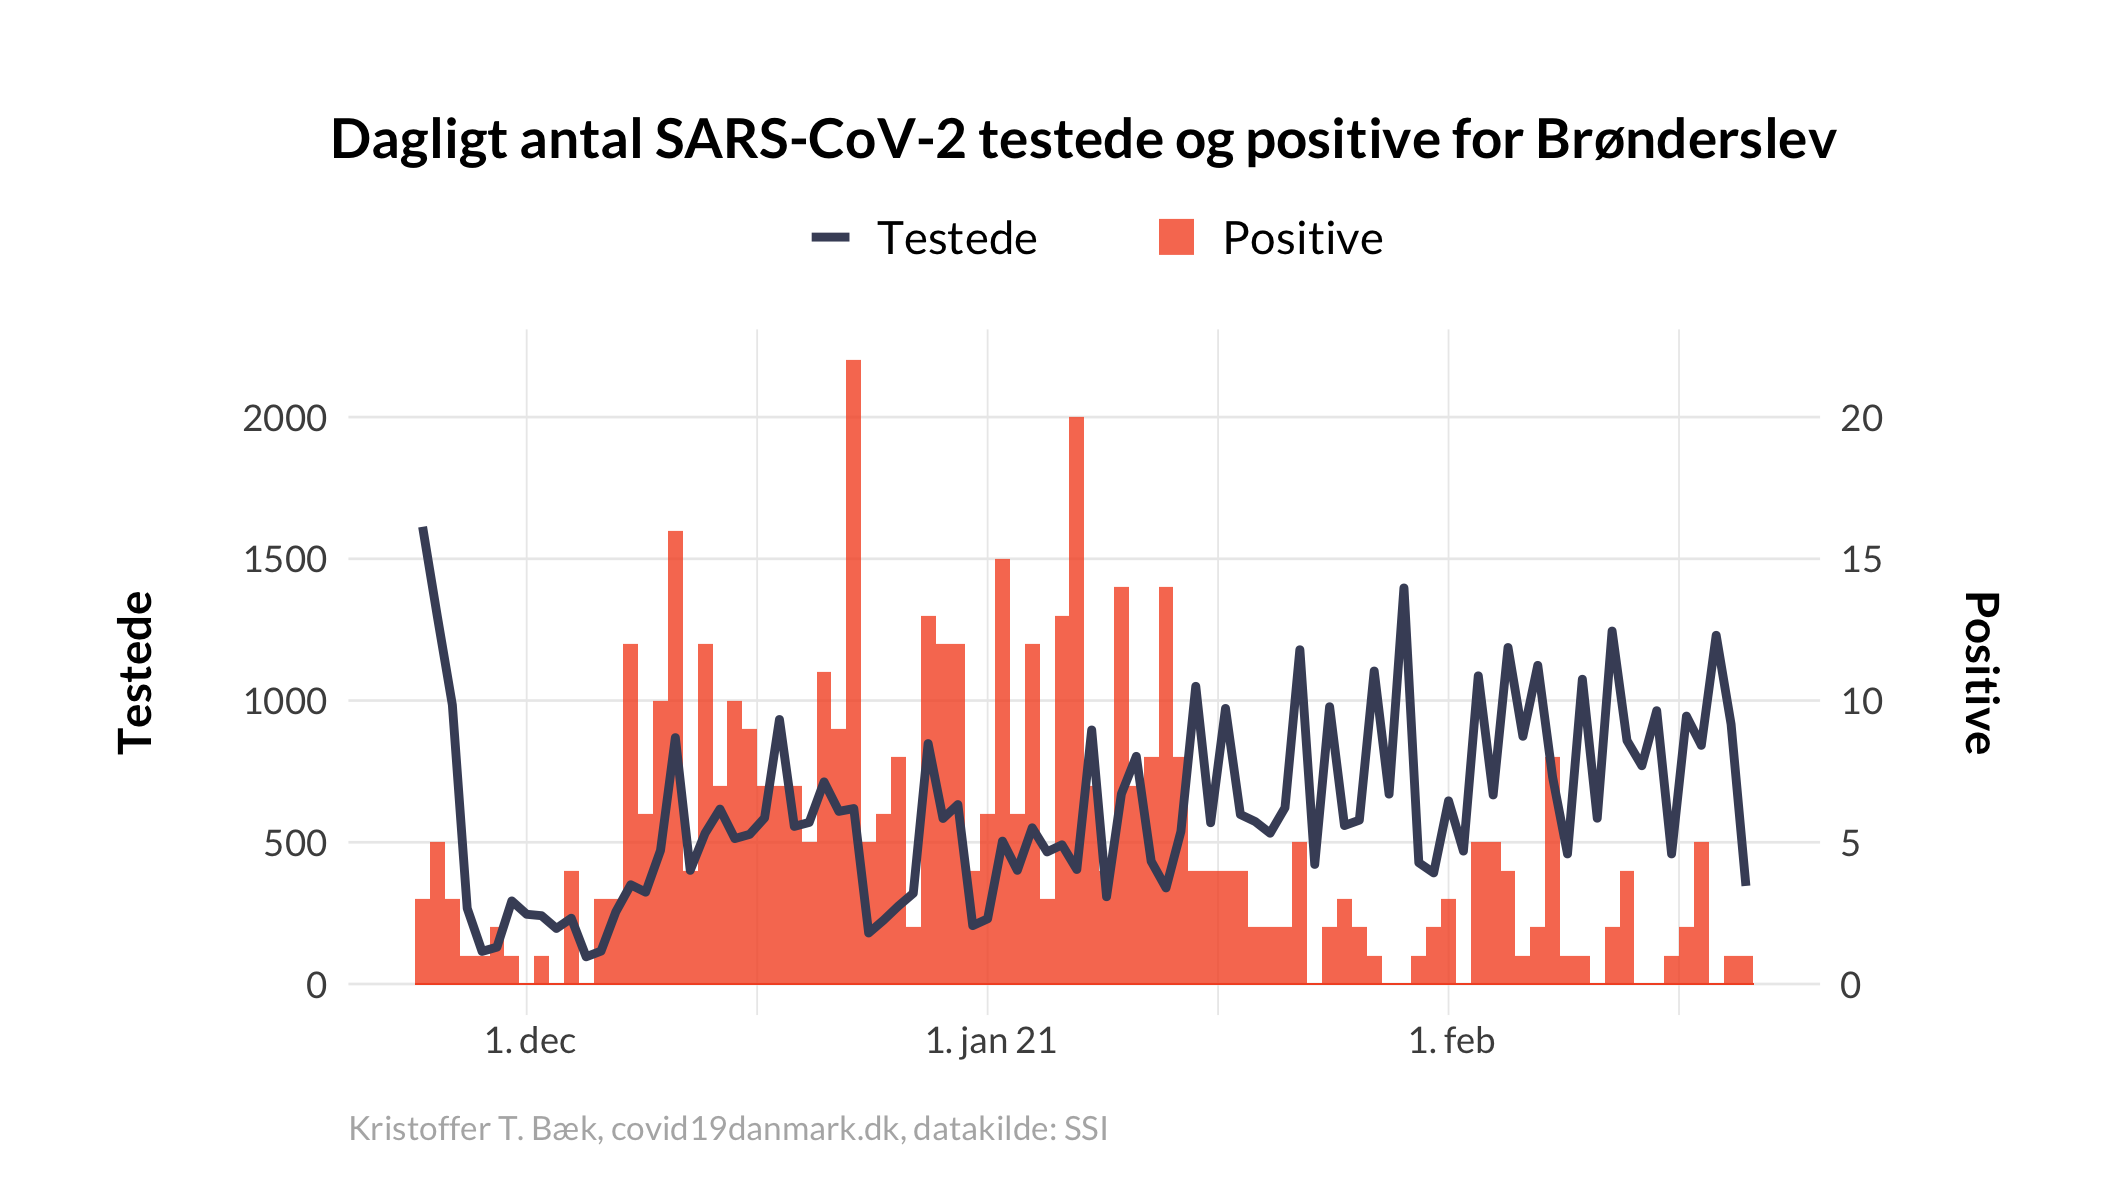 Dagligt antal SARS-CoV-2 testede og positive for Brønderslev
Testede
Positive
2000
1500
1000
500
0
20
15
10
5
0
Testede
Positive
1. dec
1. jan 21
1. feb
Kristoffer T. Bæk, covid19danmark.dk, datakilde: SSI